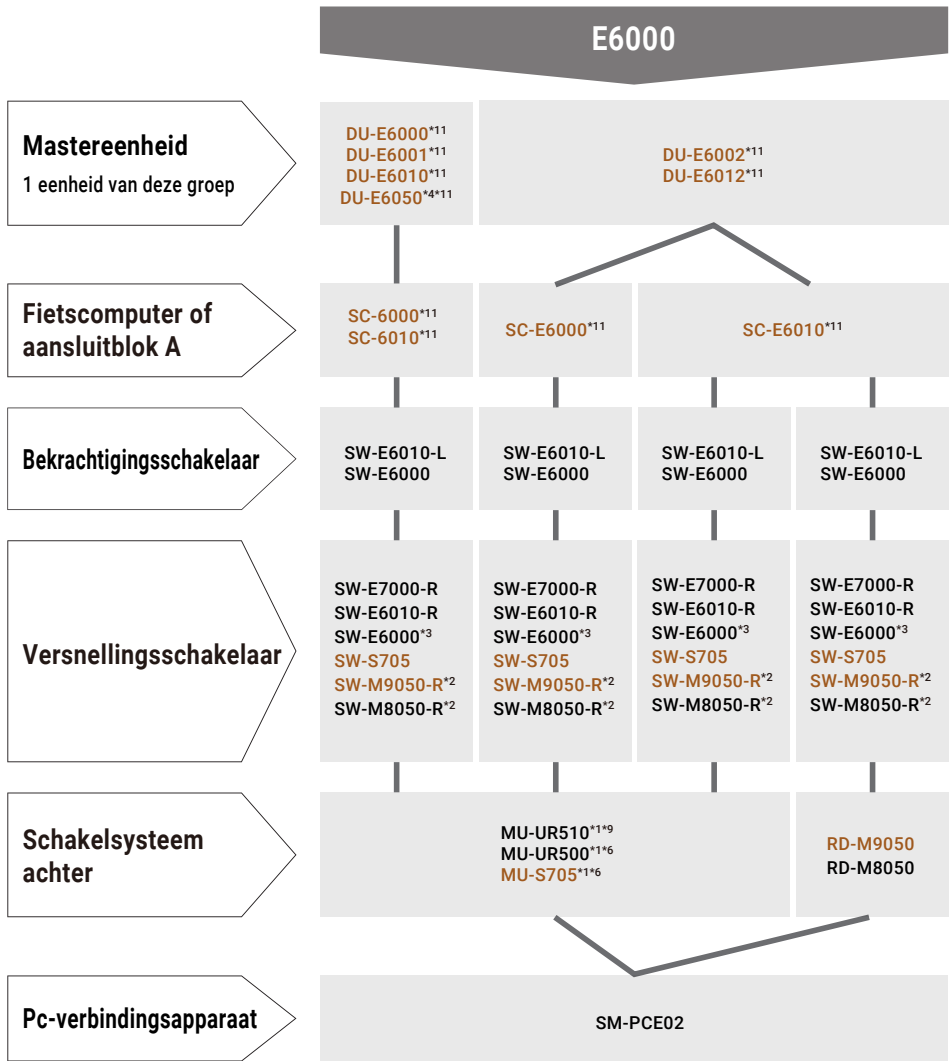 E6000
Mastereenheid
1 eenheid van deze groep
DU-E6000*11
DU-E6001*11
DU-E6010*11
DU-E6050*4*11
DU-E6002*11
DU-E6012*11
Fietscomputer of
aansluitblok A
SC-6000*11
SC-6010*11
SC-E6000*11
SC-E6010*11
Bekrachtigingsschakelaar
SW-E6010-L
SW-E6000
SW-E6010-L
SW-E6000
SW-E6010-L
SW-E6000
SW-E6010-L
SW-E6000
Versnellingsschakelaar
SW-E7000-R
SW-E6010-R
SW-E6000*3
SW-S705
SW-M9050-R*2
SW-M8050-R*2
SW-E7000-R
SW-E6010-R
SW-E6000*3
SW-S705
SW-M9050-R*2
SW-M8050-R*2
SW-E7000-R
SW-E6010-R
SW-E6000*3
SW-S705
SW-M9050-R*2
SW-M8050-R*2
SW-E7000-R
SW-E6010-R
SW-E6000*3
SW-S705
SW-M9050-R*2
SW-M8050-R*2
Schakelsysteem
achter
MU-UR510*1*9
MU-UR500*1*6
MU-S705*1*6
RD-M9050
RD-M8050
Pc-verbindingsapparaat
SM-PCE02